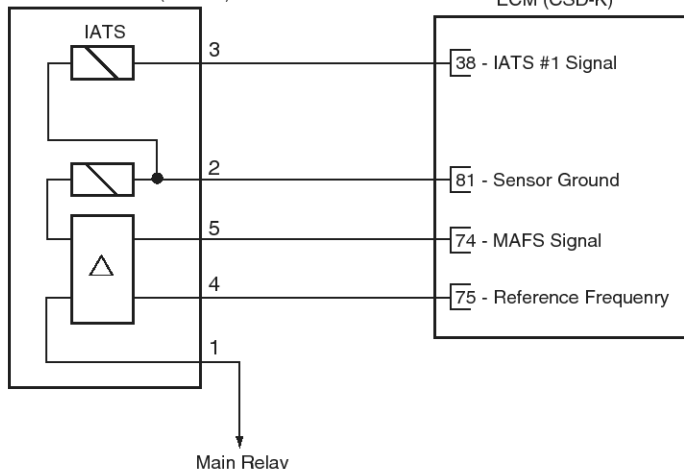 ECM (CSD-K)
IATS
3
38 - IATS #1 Signal
2
81 - Sensor Ground
5
74 - MAFS Signal
4
75 - Reference Frequenry
1
Main Relay